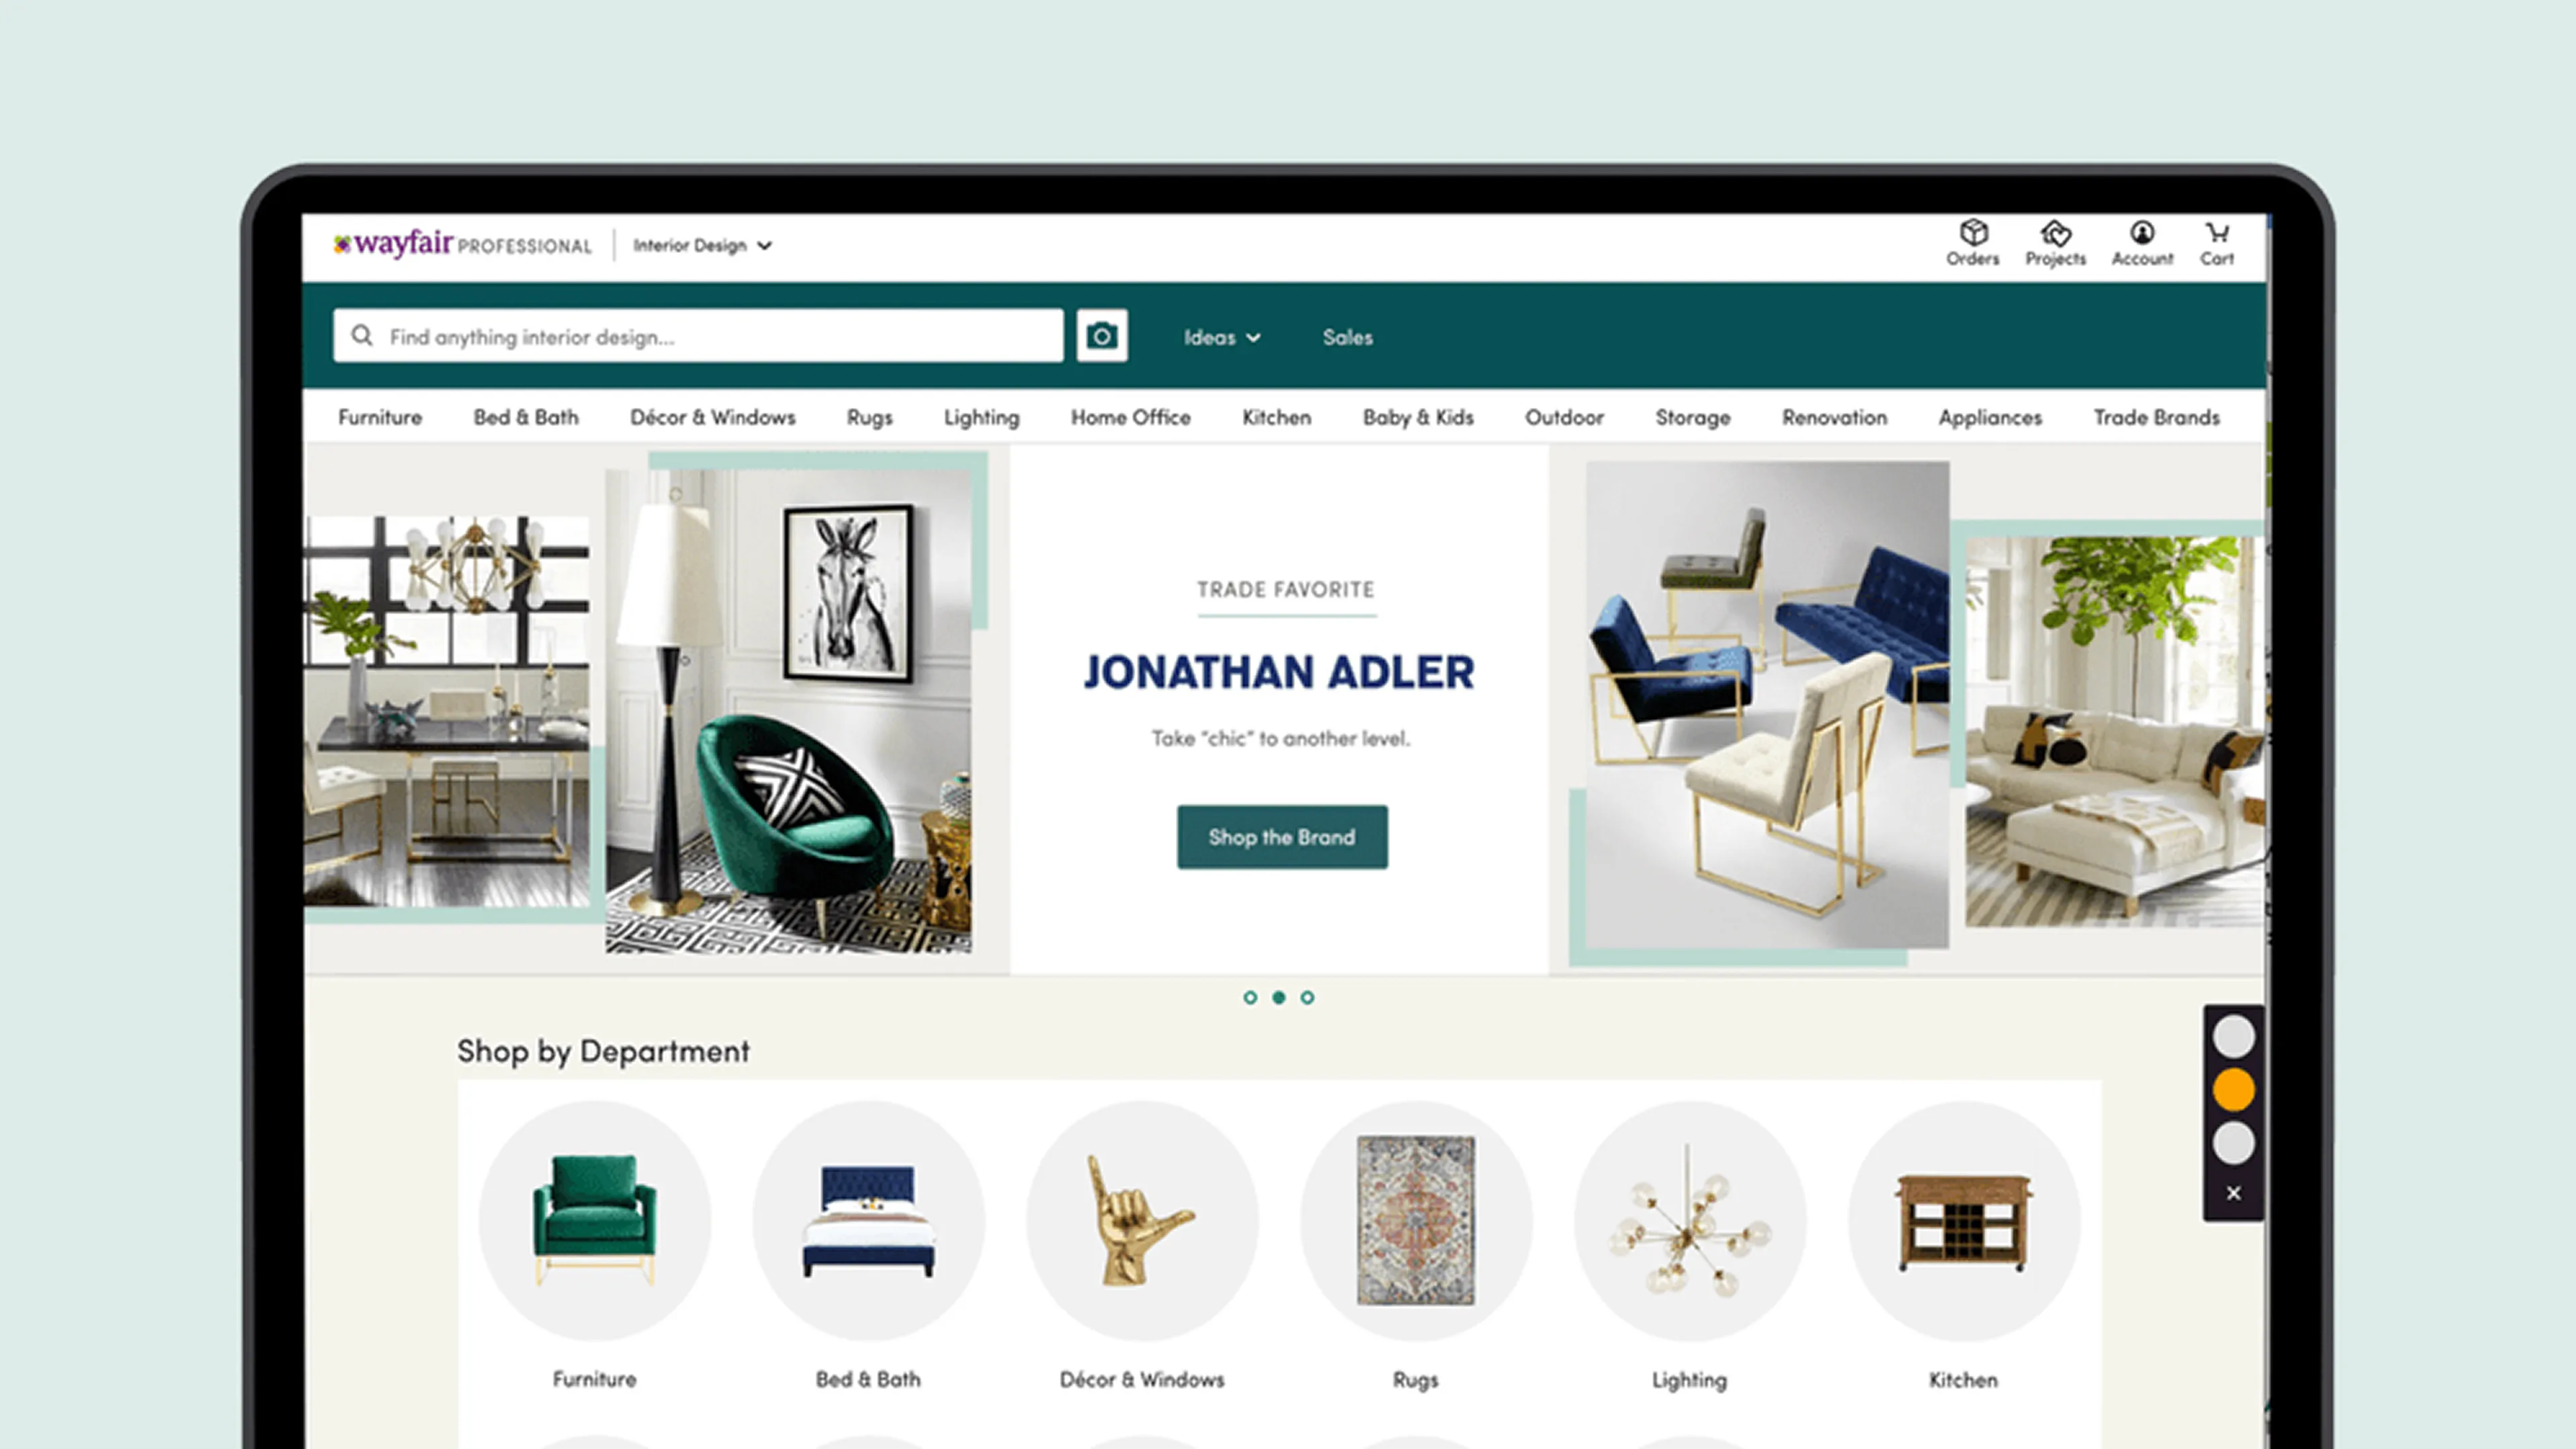 wayfair PROFESSIONAL
Interior Design
Orders
Projects
Account
Cart
Find anything interior design...
Ideas
Sales
Furniture
Bed & Bath
Décor & Windows
Rugs
Lighting
Home Office
Kitchen
Baby & Kids
Outdoor
Storage
Renovation
Appliances
Trade Brands
TRADE FAVORITE
JONATHAN ADLER
Take “chic” to another level.
Shop the Brand
Shop by Department
Furniture
Bed & Bath
Décor & Windows
Rugs
Lighting
Kitchen